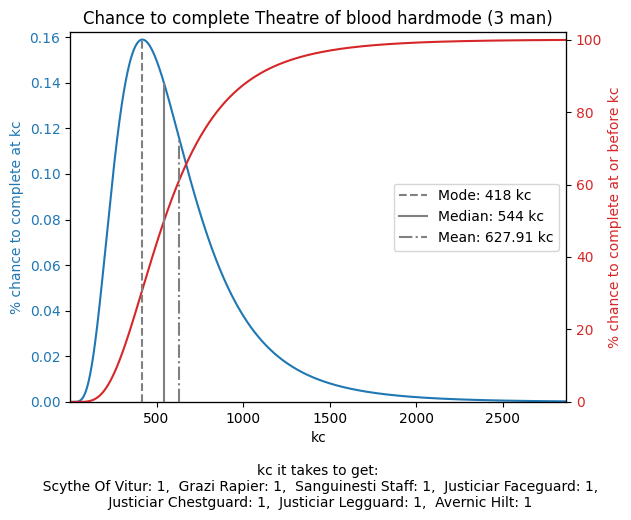 Chance to complete Theatre of blood hardmode (3 man)
% chance to complete at kc
0.16
0.14
0.12
0.10
0.08
0.06
0.04
0.02
0.00
Mode: 418 kc
Median: 544 kc
Mean: 627.91 kc
100
80
60
40
20
0
% chance to complete at or before kc
500 1000 1500 2000 2500
kc
kc it takes to get:
Scythe Of Vitur: 1, Grazi Rapier: 1, Sanguinesti Staff: 1, Justiciar Faceguard: 1,
Justiciar Chestguard: 1, Justiciar Legguard: 1, Avernic Hilt: 1